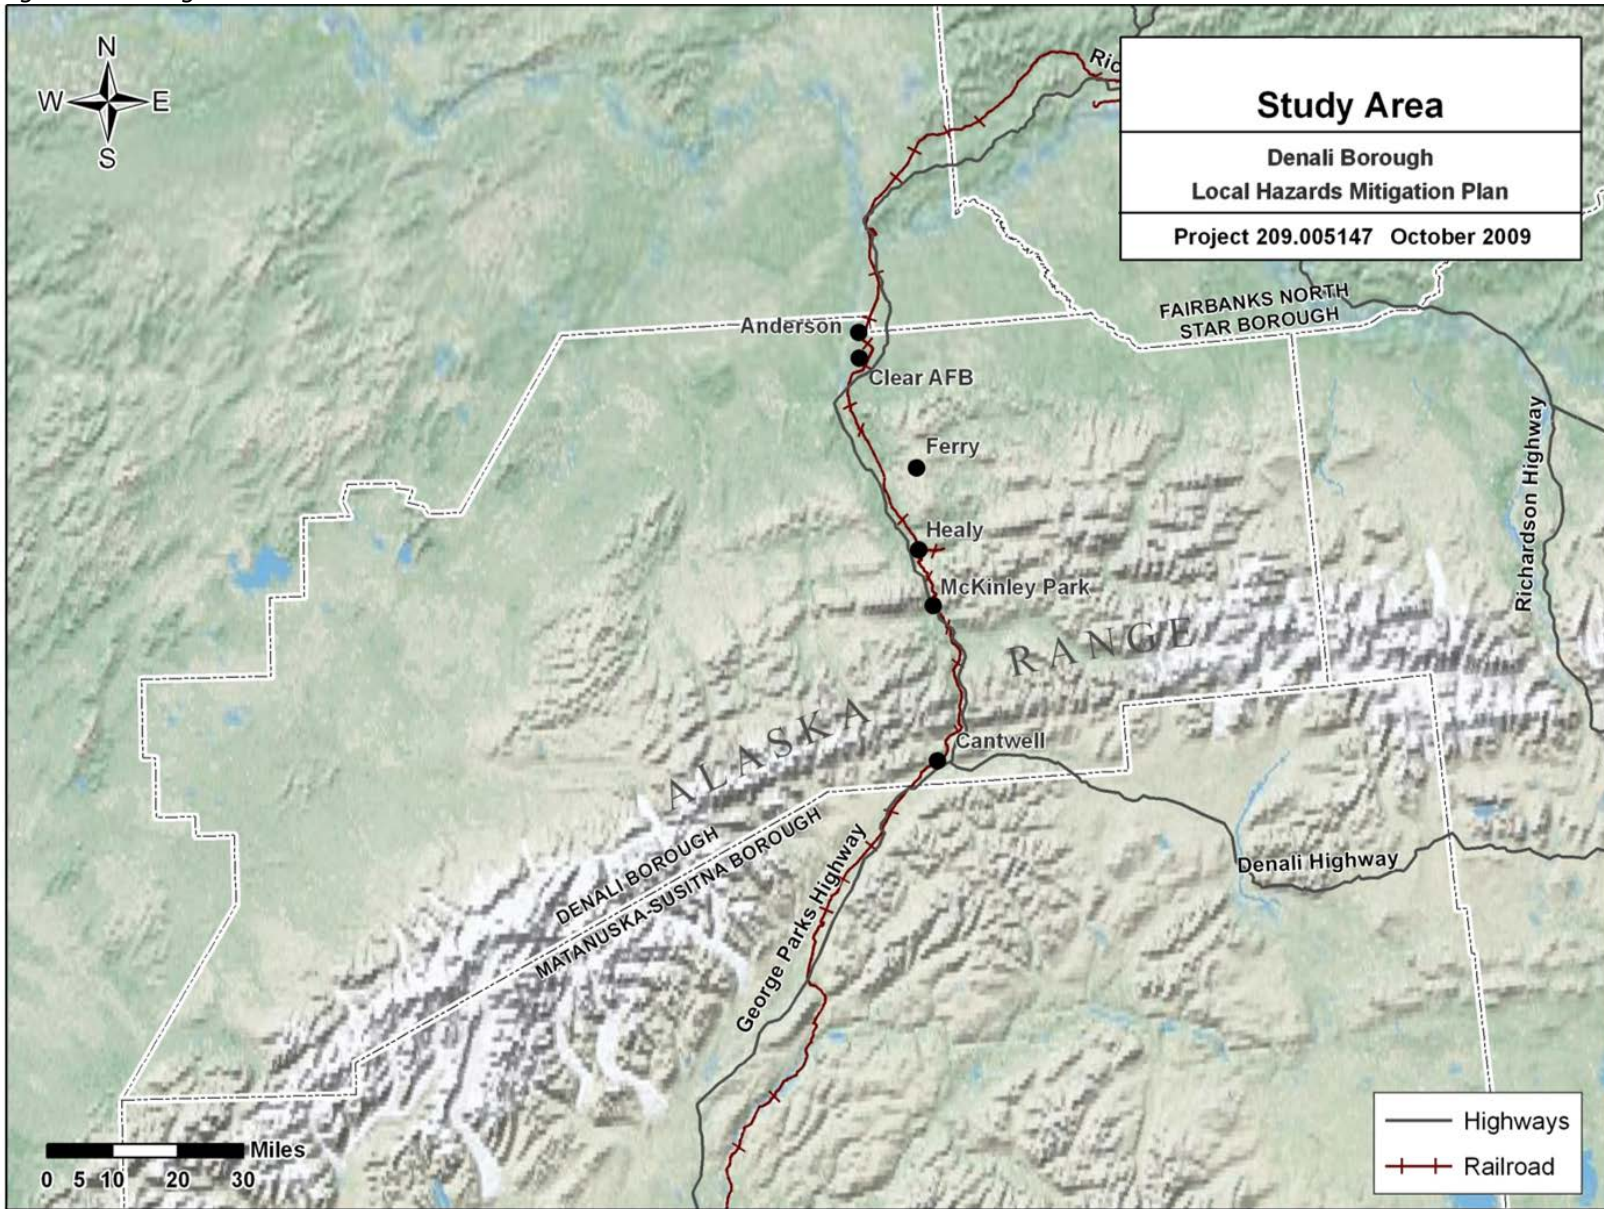 N
W
E
S
Study Area
Denali Borough
Local Hazards Mitigation Plan
Project 209.005147 October 2009
FAIRBANKS NORTH
STAR BOROUGH
Anderson
Clear AFB
Ferry
Healy
McKinley Park
Richardson Highway
ALASKA RANGE
Cantwell
DENALI BOROUGH
MATANUSKA-SUSITNA BOROUGH
George Parks Highway
Denali Highway
Miles
0 5 10 20 30
Highways
Railroad